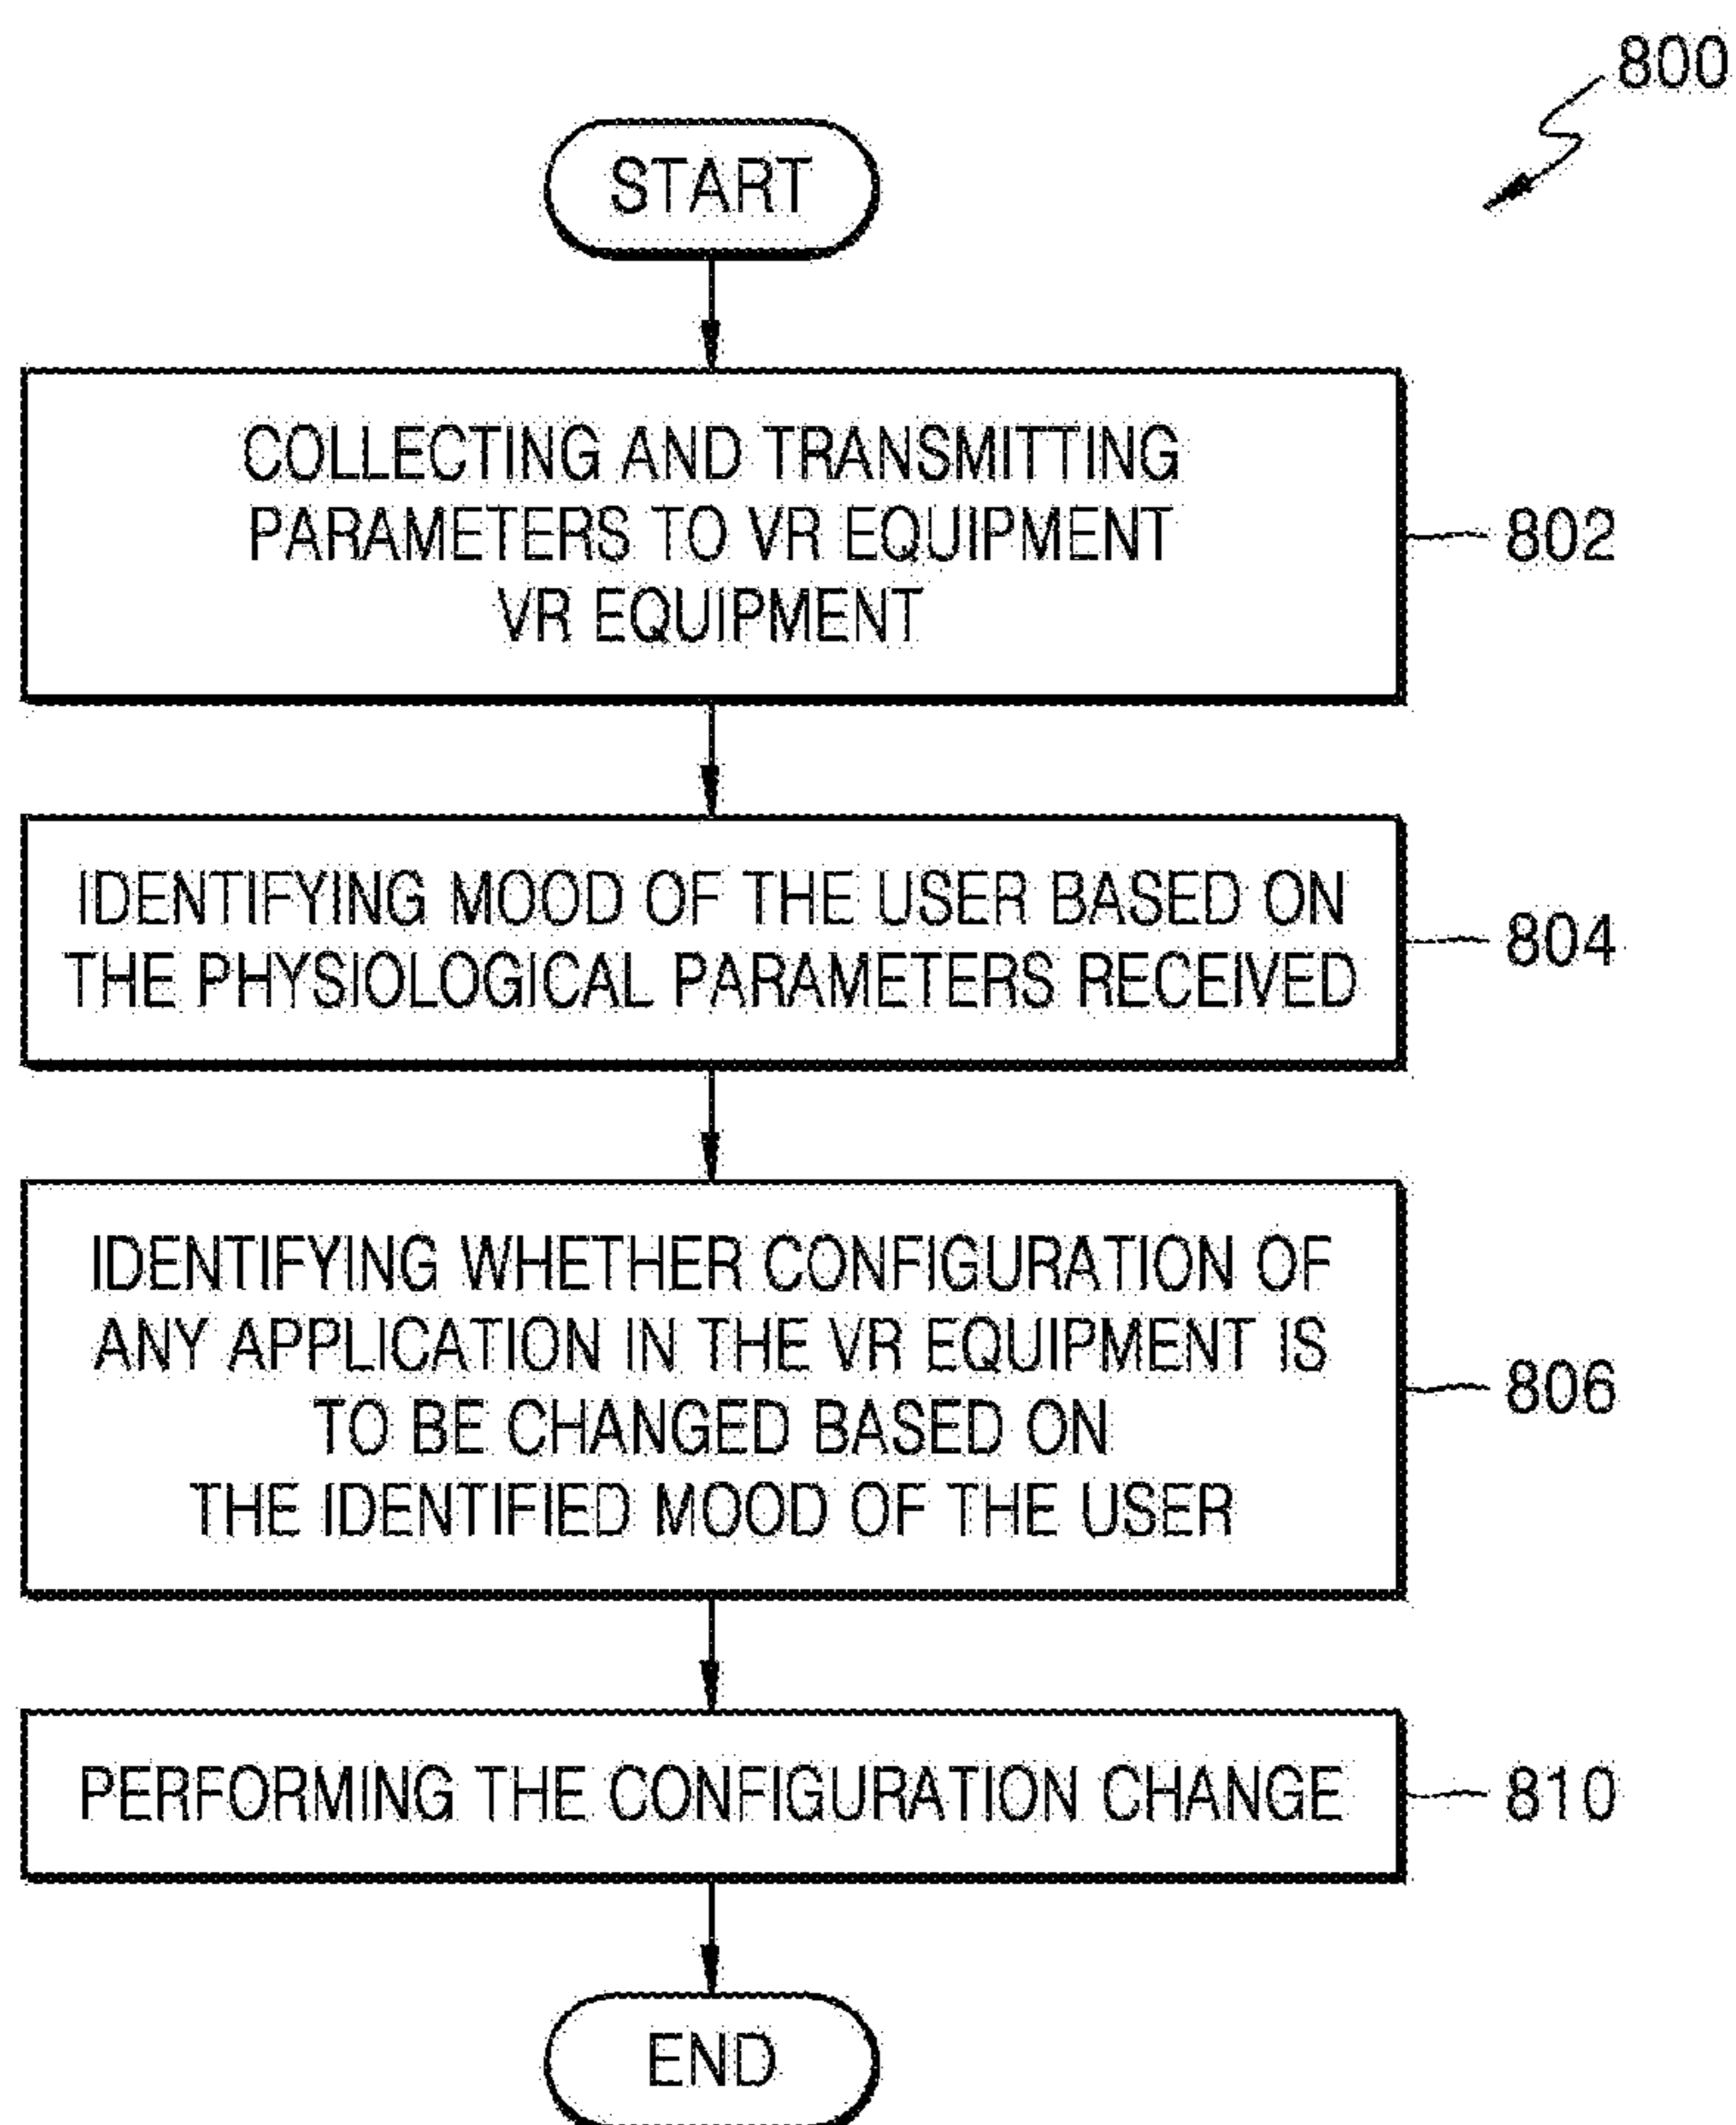 800
START
COLLECTING AND TRANSMITTING
PARAMETERS TO VR EQUIPMENT
VR EQUIPMENT
802
IDENTIFYING MOOD OF THE USER BASED ON
THE PHYSIOLOGICAL PARAMETERS RECEIVED
804
IDENTIFYING WHETHER CONFIGURATION OF
ANY APPLICATION IN THE VR EQUIPMENT IS
TO BE CHANGED BASED ON
THE IDENTIFIED MOOD OF THE USER
806
PERFORMING THE CONFIGURATION CHANGE
810
END